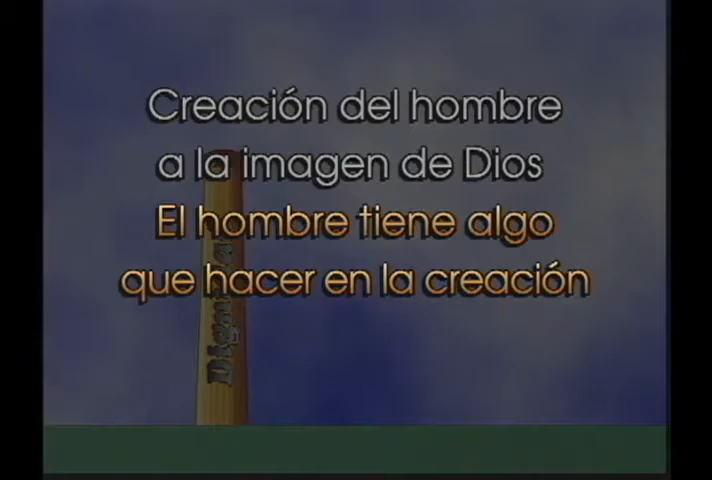 Creación del hombre
a la imagen de Dios
El hombre tiene algo
que hacer en la creación